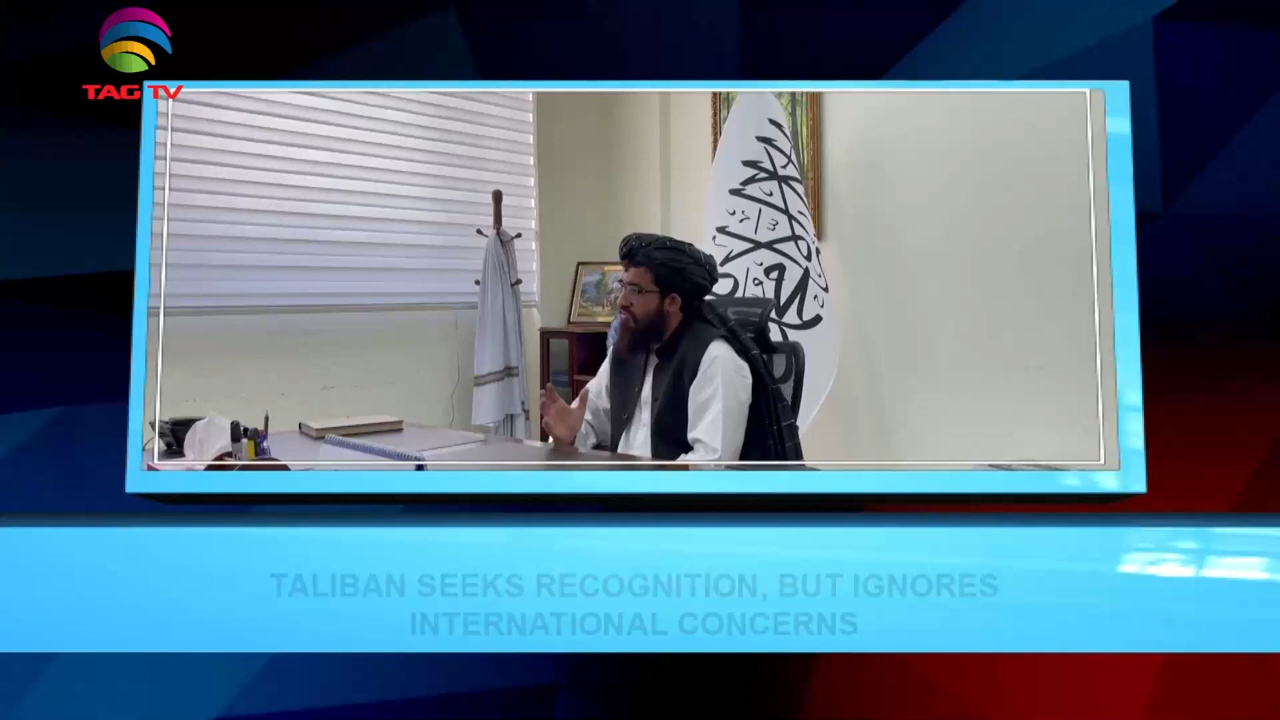 TAG TV
TALIBAN SEEKS RECOGNITION, BUT IGNORES
INTERNATIONAL CONCERNS